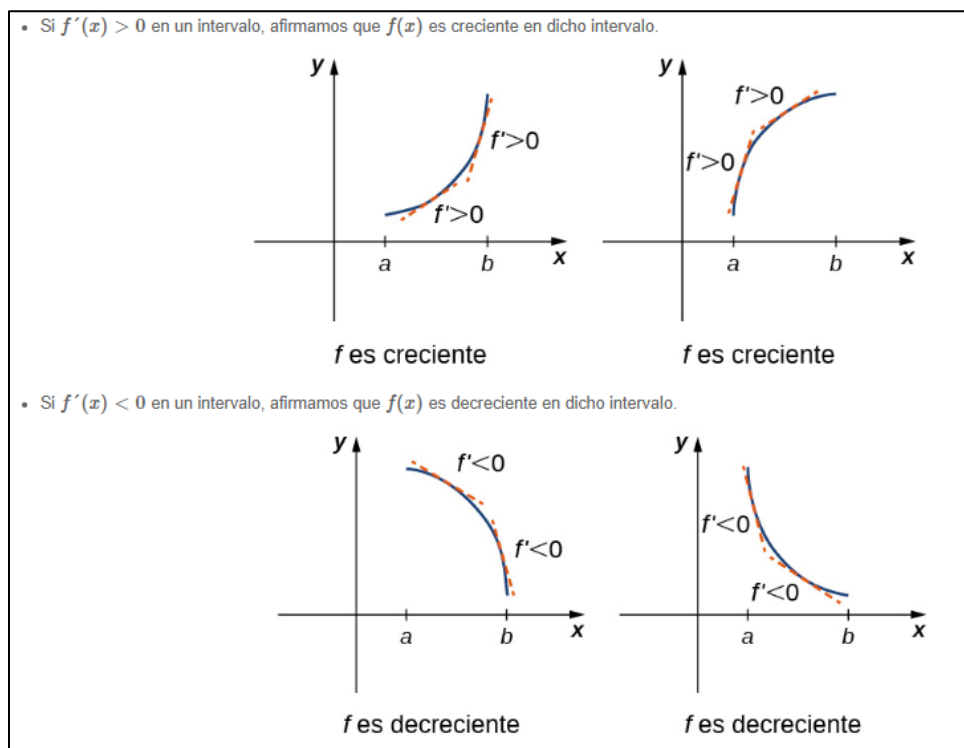 • Si f´(x) > 0 en un intervalo, afirmamos que f(x) es creciente en dicho intervalo.
y y
f'>0
f'>0
f'>0 f'>0
a b x a b x
f es creciente f es creciente
• Si f´(x) < 0 en un intervalo, afirmamos que f(x) es decreciente en dicho intervalo.
y y
f'<0
f'<0
f'<0
f'<0
a b x a b x
f es decreciente f es decreciente